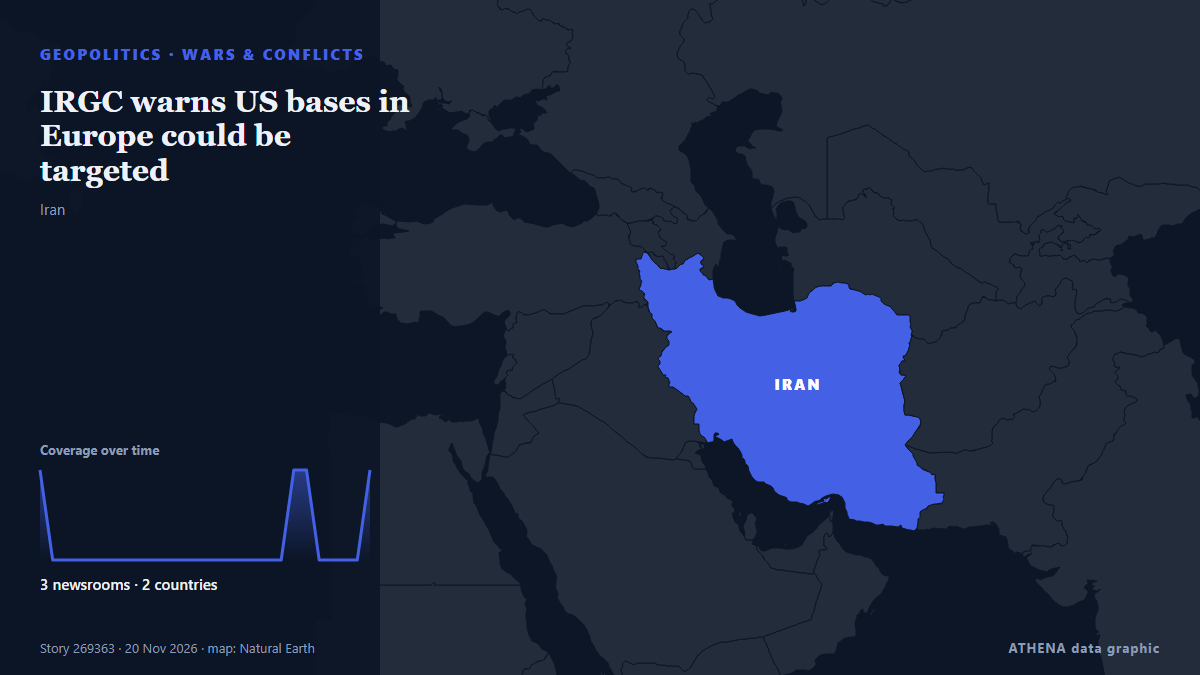 GEOPOLITICS · WARS & CONFLICTS
IRGC warns US bases in
Europe could be
targeted
Iran
IRAN
Coverage over time
3 newsrooms · 2 countries
Story 269363 · 20 Nov 2026 · map: Natural Earth
ATHENA data graphic